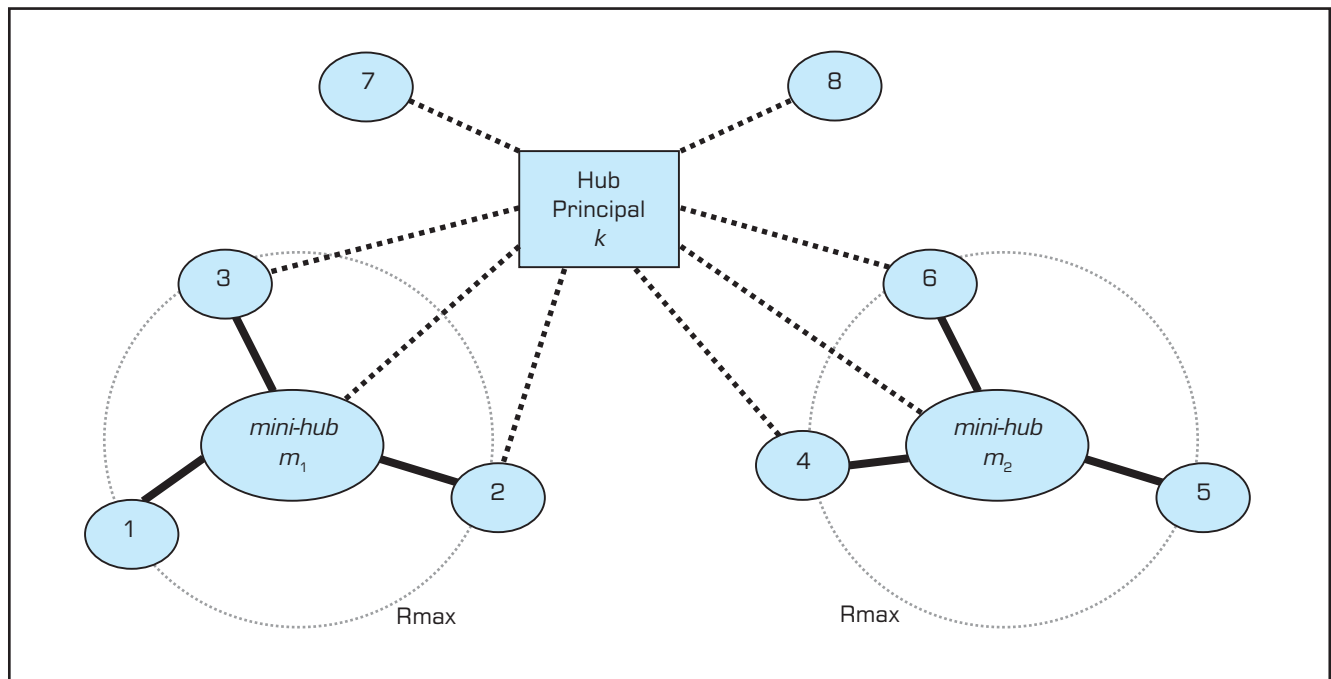 7
8
Hub
Principal
k
3
6
mini-hub
m₁
mini-hub
m₂
4
2
5
1
Rmax
Rmax